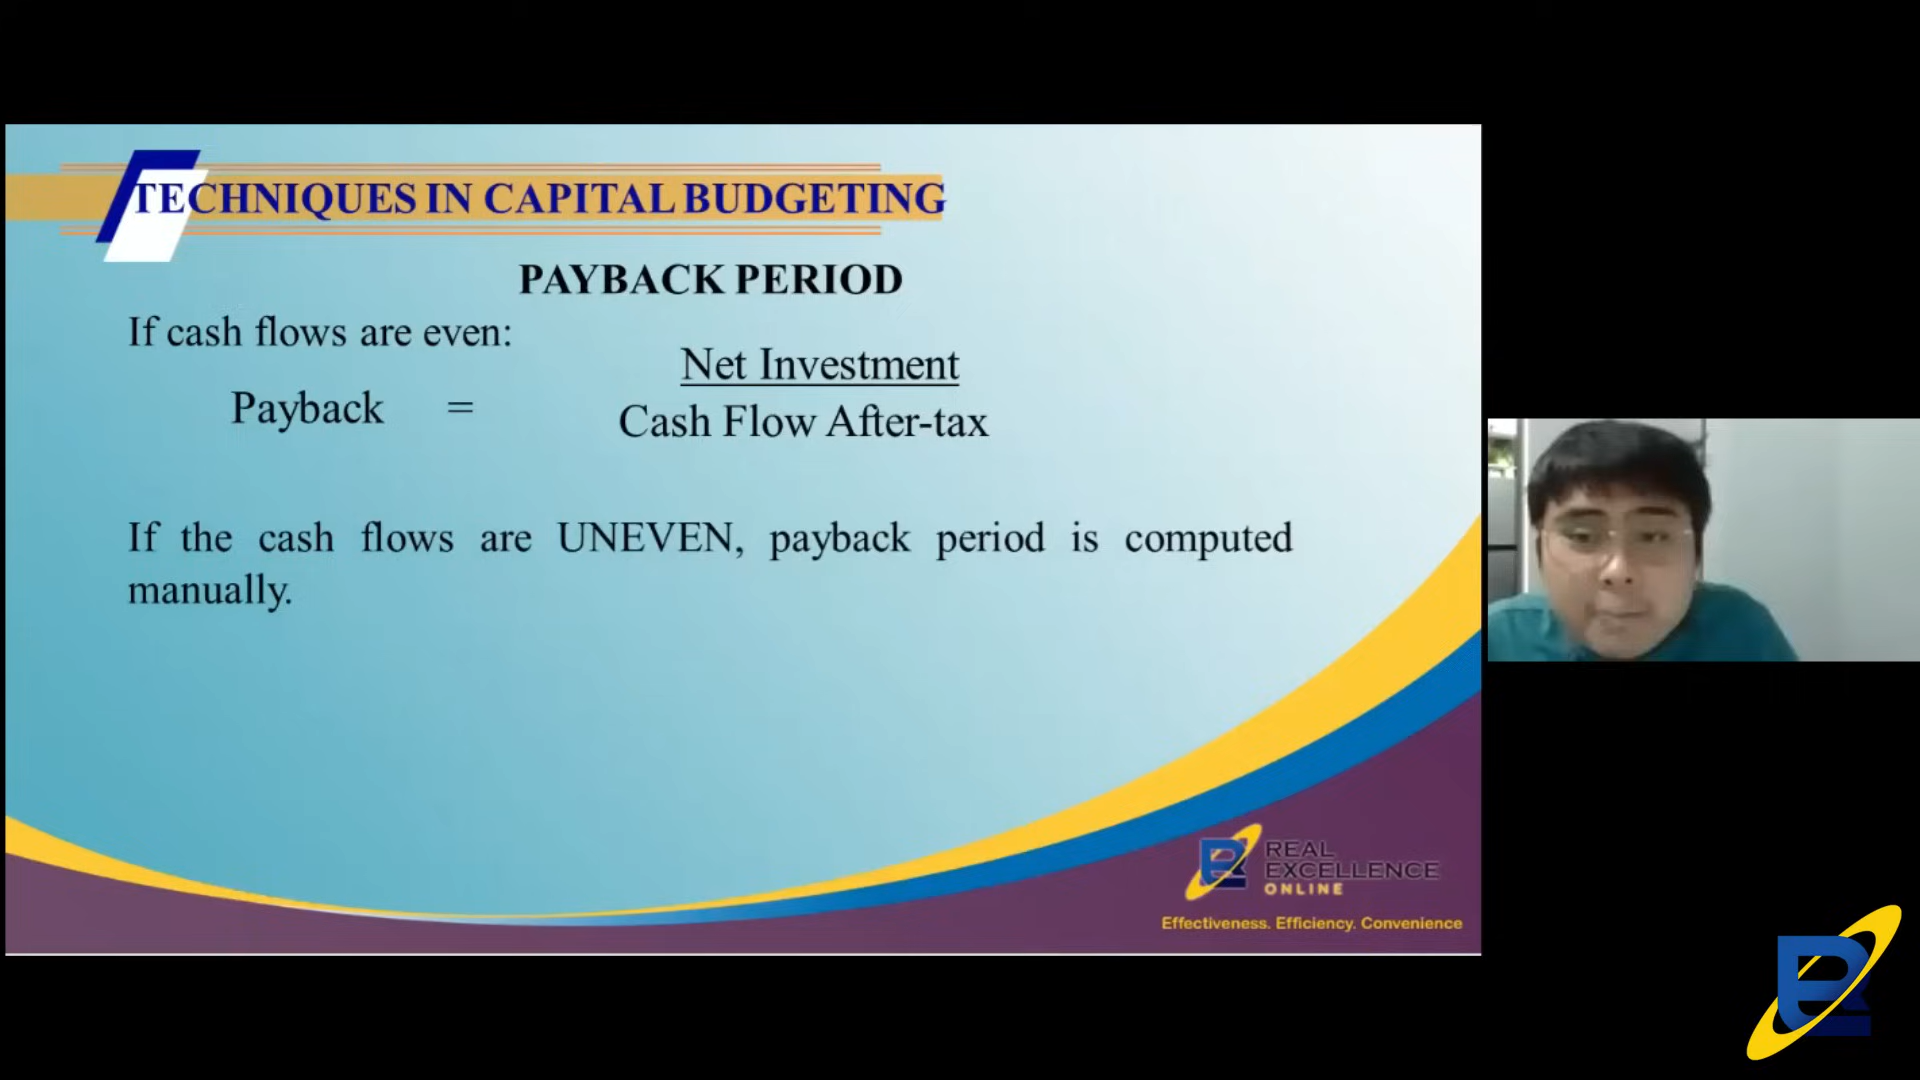 TECHNIQUES IN CAPITAL BUDGETING
PAYBACK PERIOD
If cash flows are even:
Net Investment
Payback =
Cash Flow After-tax
If the cash flows are UNEVEN, payback period is computed
manually.
REAL
EXCELLENCE
ONLINE
Effectiveness. Efficiency. Convenience